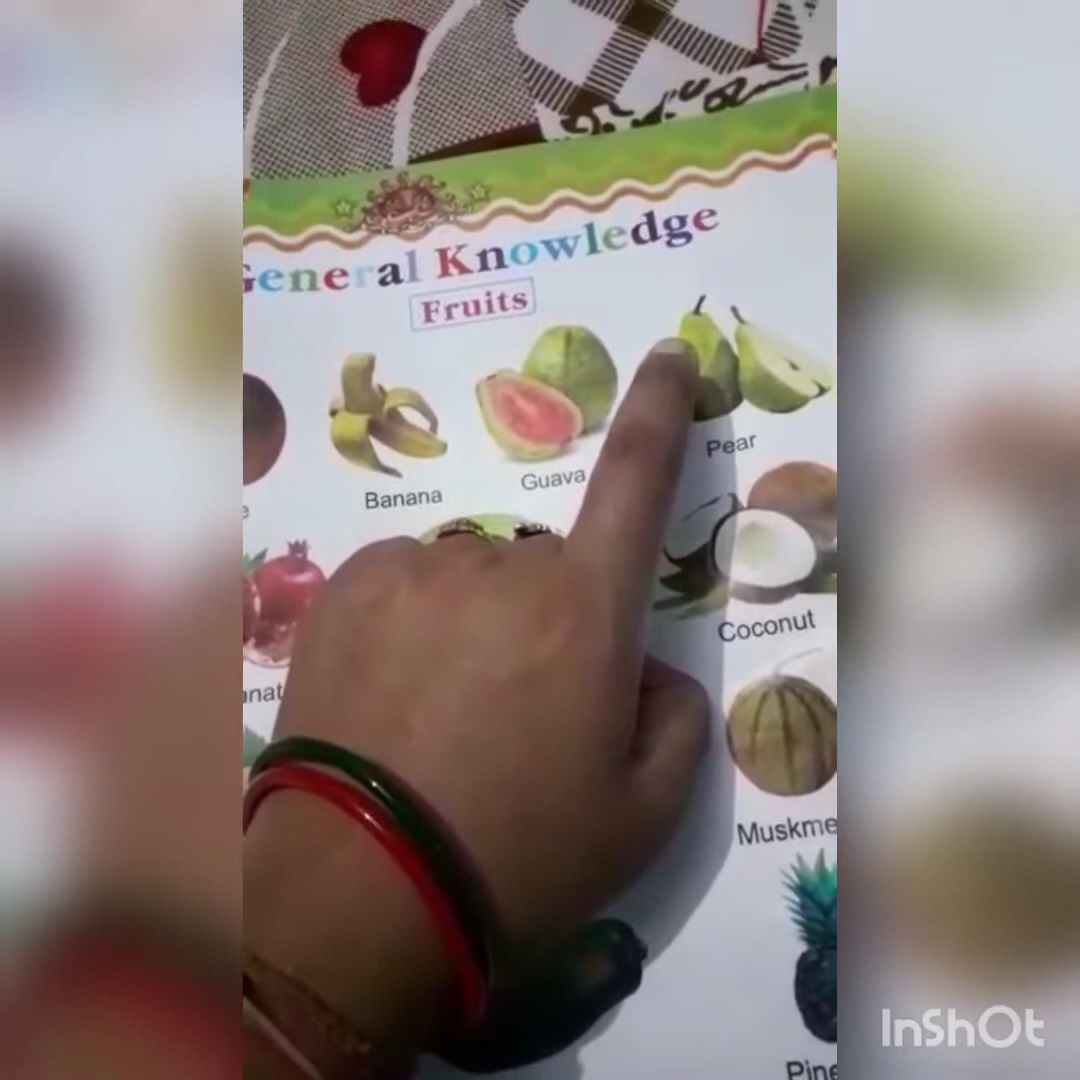 General Knowledge
Fruits
Banana
Guava
Pear
Coconut
InShOt